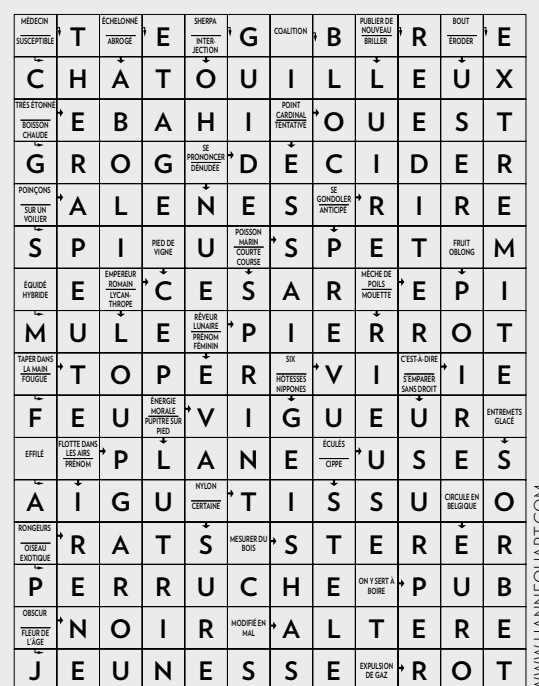 MÉDECIN SUSCEPTIBLE T ÉCHELONNÉ ABROGÉ E SHERPA INTER-JECTION G COALITION B PUBLIER DE NOUVEAU BRILLER R BOUT ÉRODER E
C H A T O U I L L E U X
TRÈS ÉTONNÉ BOISSON CHAUDE E B A H I POINT CARDINAL TENTATIVE O U E S T
G R O G SE PRONONCER DÉNUDÉE D E C I D E R
POINÇONS SUR UN VOILIER A L E N E S SE GONDOLER ANTICIPÉ R I R E
S P I PIED DE VIGNE U POISSON MARIN COURTE COURSE S P E T FRUIT OBLONG M
ÉQUIDÉ HYBRIDE E EMPEREUR ROMAIN LYCAN-THROPE C E S A R MÈCHE DE POILS MOUETTE E P I
M U L E RÊVEUR LUNAIRE PRÉNOM FÉMININ P I E R R O T
TAPER DANS LA MAIN FOUGUE T O P E R SIX HÔTESSES NIPPONES V I C'EST-À-DIRE S'EMPARER SANS DROIT I E
F E U ÉNERGIE MORALE PUPITRE SUR PIED V I G U E U R ENTREMETS GLACÉ
EFFILÉ FLOTTE DANS LES AIRS PRÉNOM P L A N E ÉCULÉS CIPPE U S E S
A I G U NYLON CERTAINE T I S S U CIRCULE EN BELGIQUE O
RONGEURS OISEAU EXOTIQUE R A T S MESURER DU BOIS S T E R E R
P E R R U C H E ON Y SERT À BOIRE P U B
OBSCUR FLEUR DE L'ÂGE N O I R MODIFIÉ EN MAL A L T E R E
J E U N E S S E EXPULSION DE GAZ R O T
WWW.HANNEQUART.COM